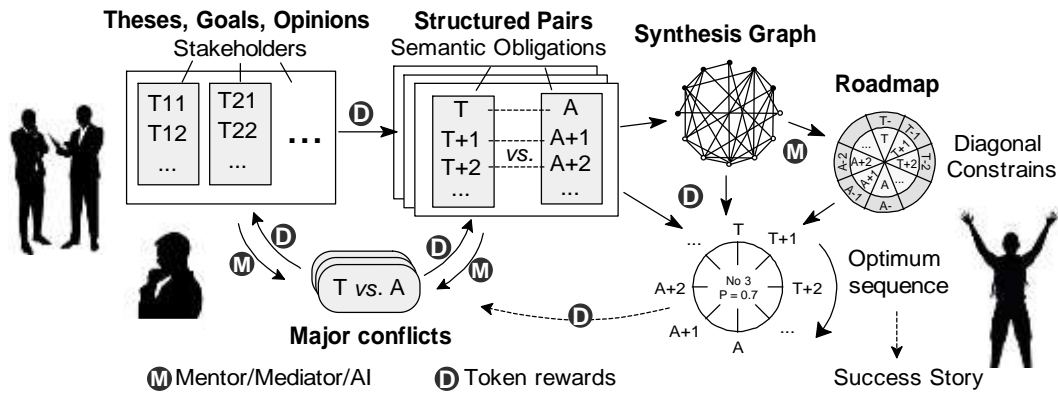 Theses, Goals, Opinions
Stakeholders
T11
T12
...
T21
T22
...
...
D
Structured Pairs
Semantic Obligations
T
T+1
T+2
...
vs.
A
A+1
A+2
...
Synthesis Graph
M
D
Roadmap
T-
T-1
T-2
A-
A-1
A-2
T
T+1
T+2
...
A
A+1
A+2
...
Diagonal
Constrains
M
D
T vs. A
D
M
Major conflicts
D
T
T+1
T+2
...
A
A+1
A+2
...
No 3
P = 0.7
Optimum
sequence
Success Story
M Mentor/Mediator/AI
D Token rewards